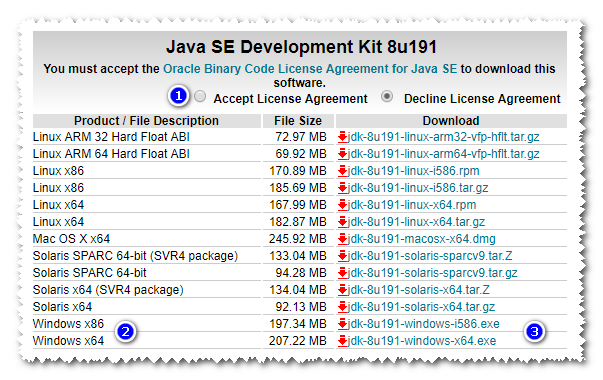 Java SE Development Kit 8u191
You must accept the Oracle Binary Code License Agreement for Java SE to download this
software.
1 Accept License Agreement Decline License Agreement
Product / File Description File Size Download
Linux ARM 32 Hard Float ABI 72.97 MB jdk-8u191-linux-arm32-vfp-hflt.tar.gz
Linux ARM 64 Hard Float ABI 69.92 MB jdk-8u191-linux-arm64-vfp-hflt.tar.gz
Linux x86 170.89 MB jdk-8u191-linux-i586.rpm
Linux x86 185.69 MB jdk-8u191-linux-i586.tar.gz
Linux x64 167.99 MB jdk-8u191-linux-x64.rpm
Linux x64 182.87 MB jdk-8u191-linux-x64.tar.gz
Mac OS X x64 245.92 MB jdk-8u191-macosx-x64.dmg
Solaris SPARC 64-bit (SVR4 package) 133.04 MB jdk-8u191-solaris-sparcv9.tar.Z
Solaris SPARC 64-bit 94.28 MB jdk-8u191-solaris-sparcv9.tar.gz
Solaris x64 (SVR4 package) 134.04 MB jdk-8u191-solaris-x64.tar.Z
Solaris x64 92.13 MB jdk-8u191-solaris-x64.tar.gz
Windows x86 2 197.34 MB jdk-8u191-windows-i586.exe 3
Windows x64 207.22 MB jdk-8u191-windows-x64.exe